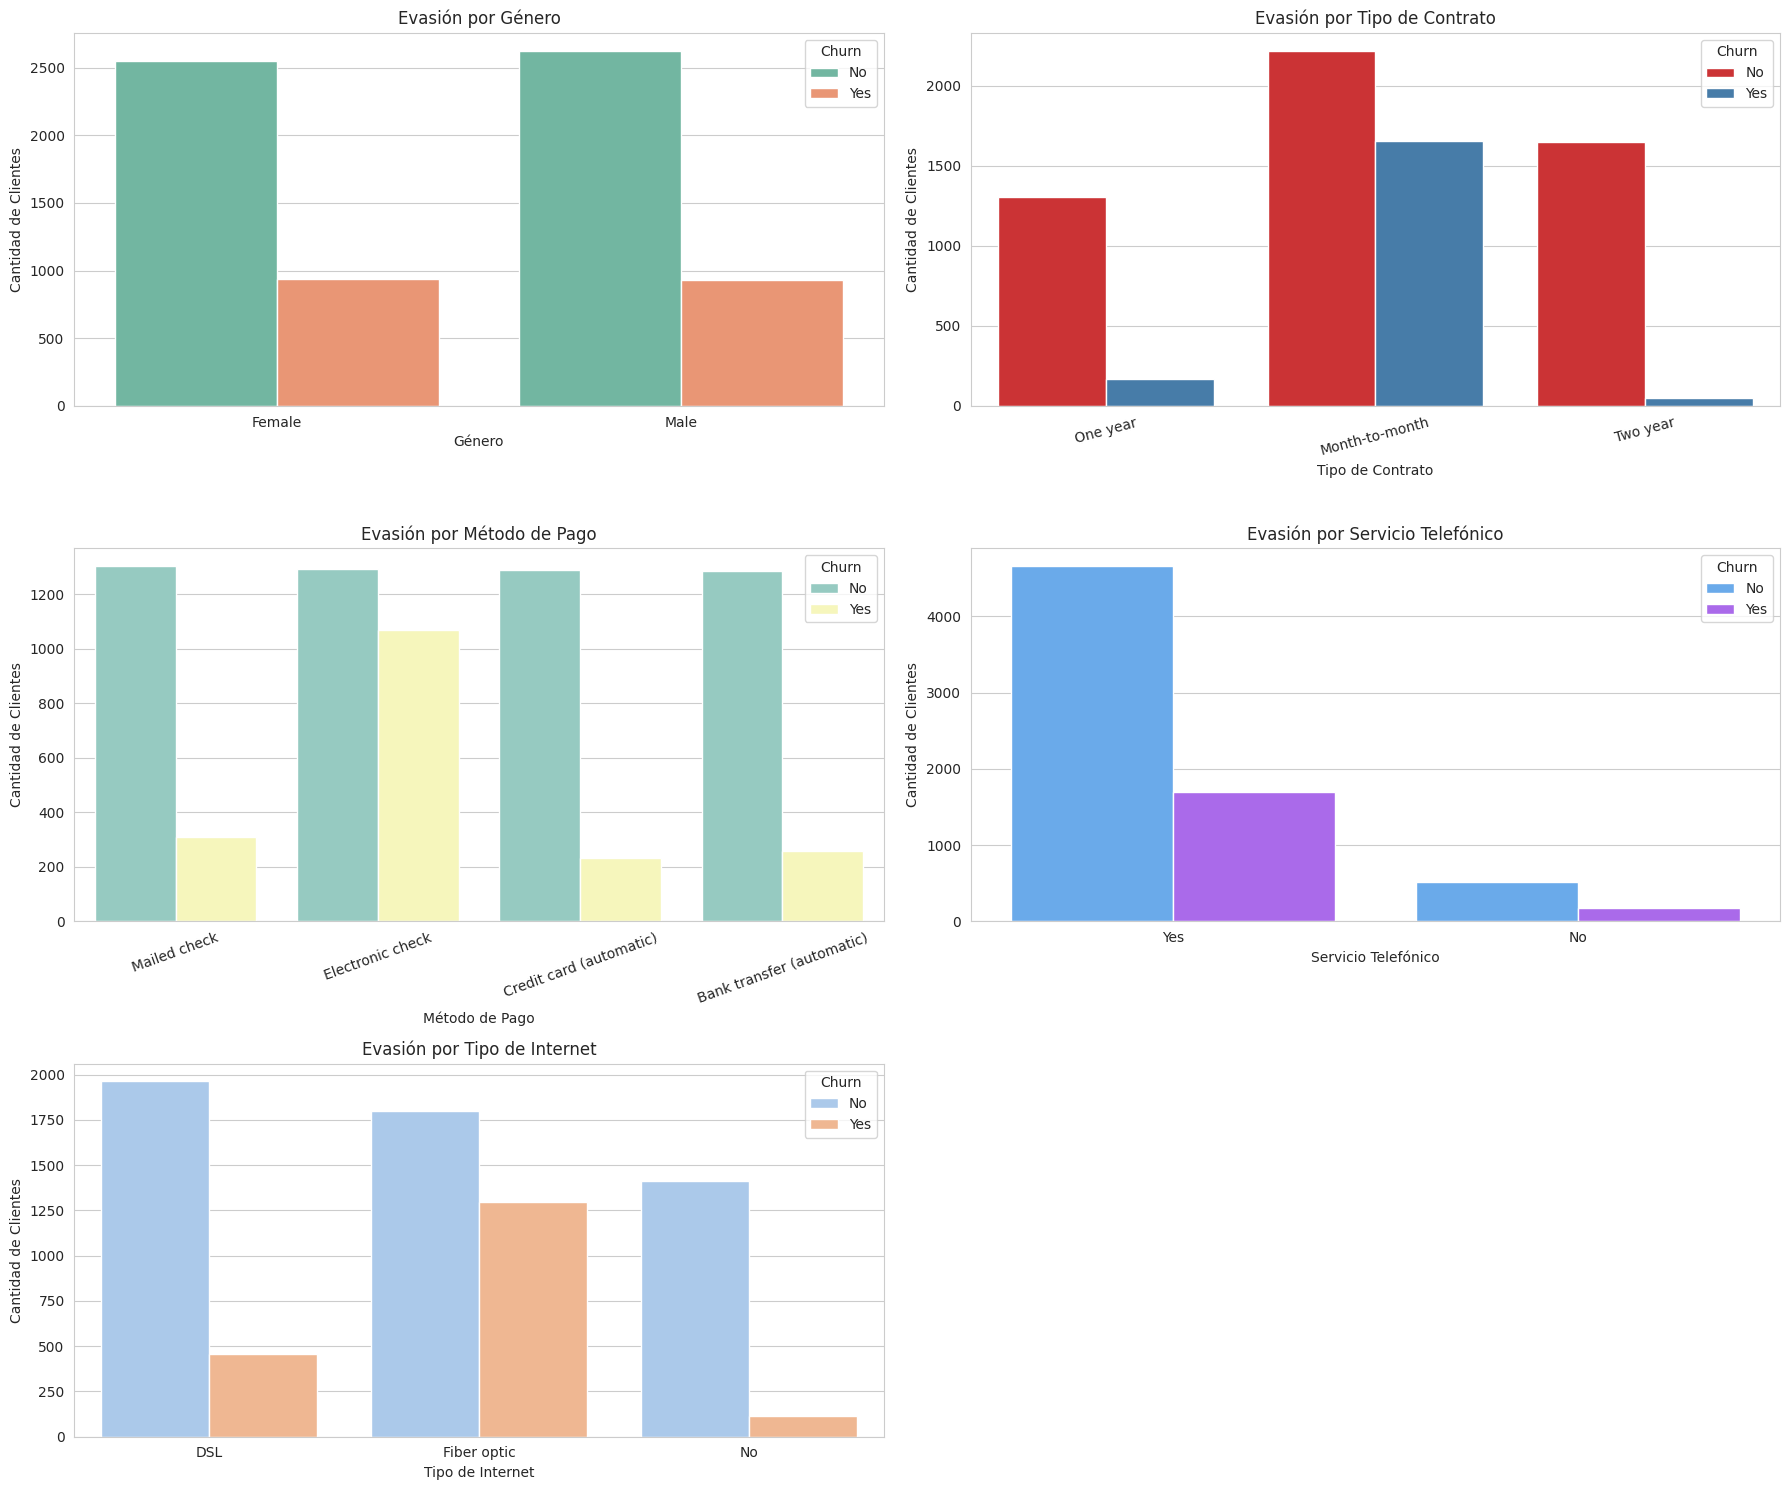 Evasión por Género
Cantidad de Clientes
2500
2000
1500
1000
500
0
Churn
No
Yes
Female
Male
Género
Evasión por Tipo de Contrato
Cantidad de Clientes
2000
1500
1000
500
0
Churn
No
Yes
One year
Month-to-month
Two year
Tipo de Contrato
Evasión por Método de Pago
Cantidad de Clientes
1200
1000
800
600
400
200
0
Churn
No
Yes
Mailed check
Electronic check
Credit card (automatic)
Bank transfer (automatic)
Método de Pago
Evasión por Servicio Telefónico
Cantidad de Clientes
4000
3000
2000
1000
0
Churn
No
Yes
Yes
No
Servicio Telefónico
Evasión por Tipo de Internet
Cantidad de Clientes
2000
1750
1500
1250
1000
750
500
250
0
Churn
No
Yes
DSL
Fiber optic
No
Tipo de Internet